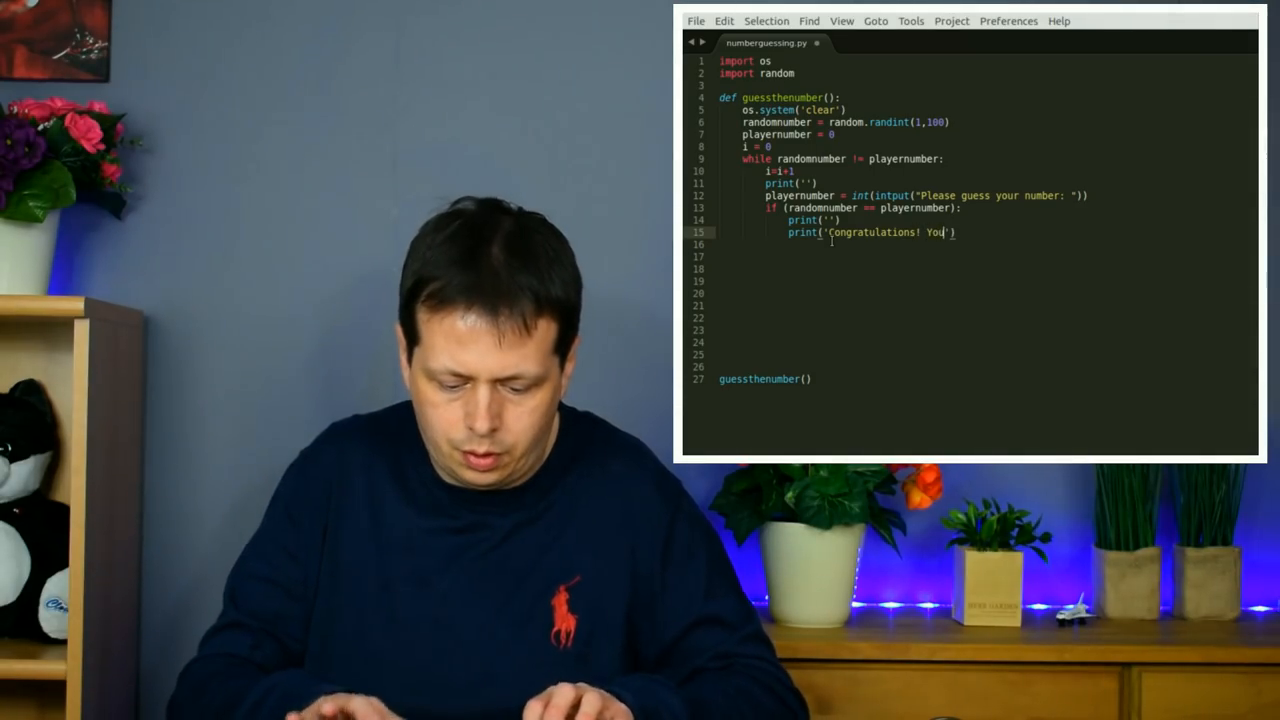 File Edit Selection Find View Goto Tools Project Preferences Help
numberguessing.py
1 import os
2 import random
3
4 def guessthenumber():
5 os.system('clear')
6 randomnumber = random.randint(1,100)
7 playernumber = 0
8 i = 0
9 while randomnumber != playernumber:
10 i=i+1
11 print('')
12 playernumber = int(intput("Please guess your number: "))
13 if (randomnumber == playernumber):
14 print('')
15 print('Congratulations! You')
16
17
18
19
20
21
22
23
24
25
26
27 guessthenumber()
HERB GARDEN